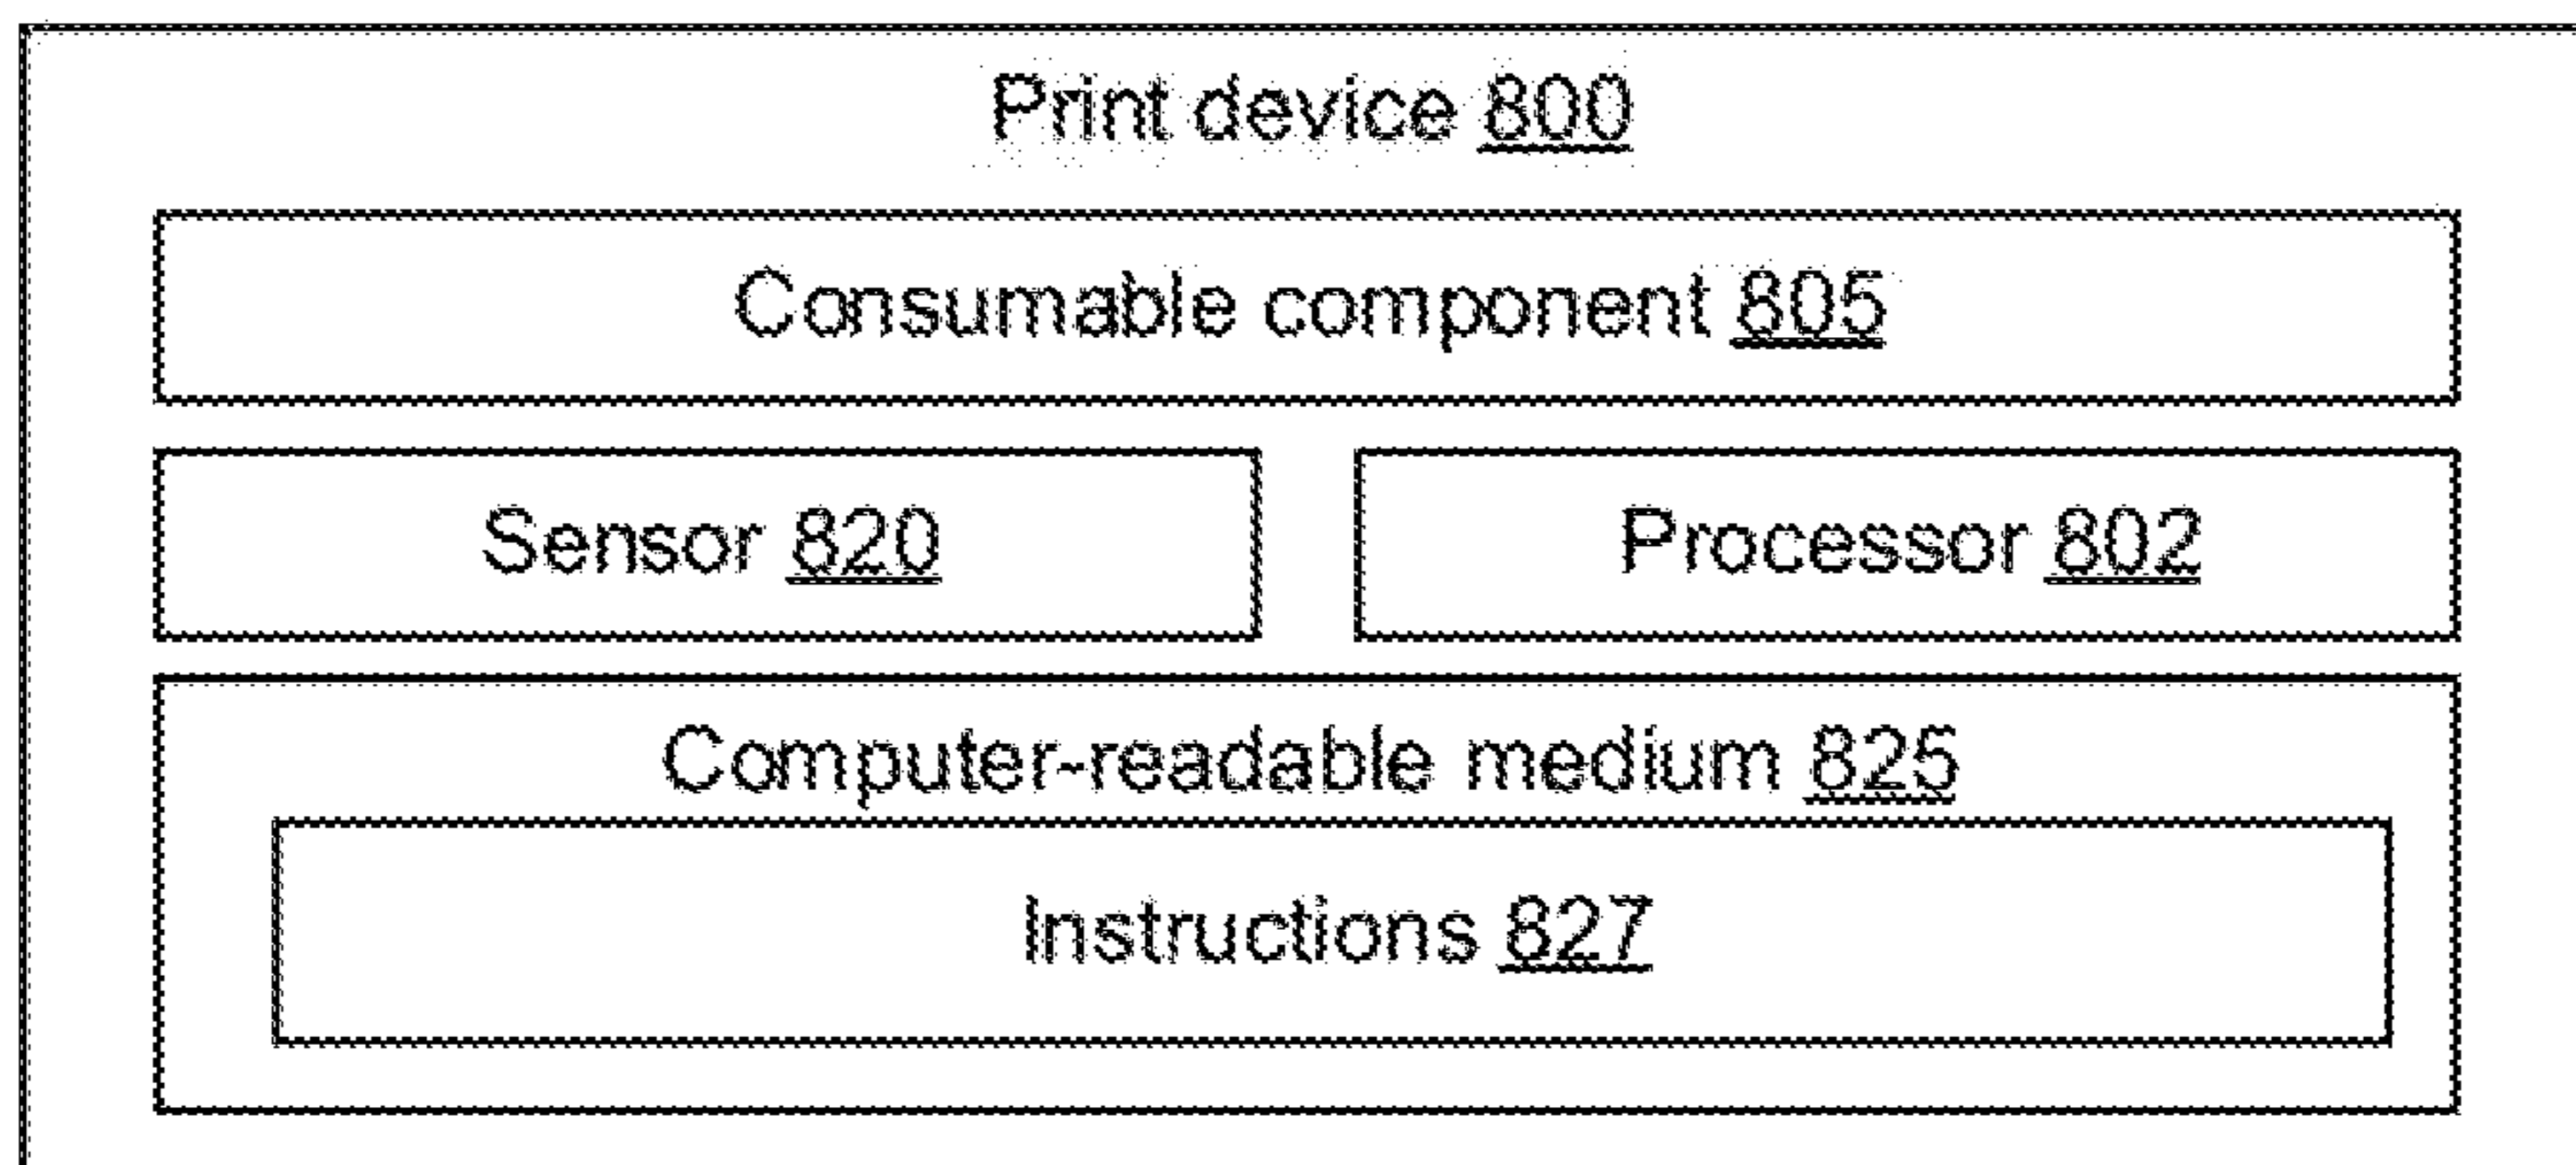 Print device 800
Consumable component 805
Sensor 820
Processor 802
Computer-readable medium 825
Instructions 827